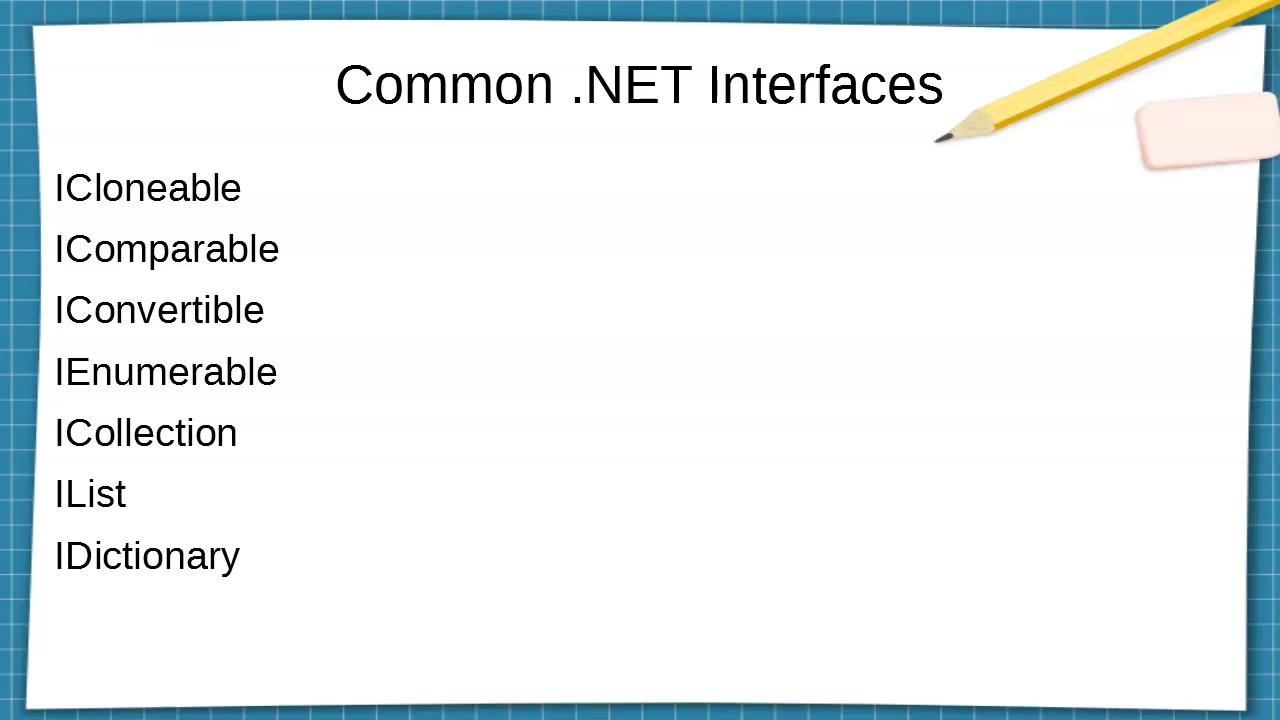 Common .NET Interfaces
ICloneable
IComparable
IConvertible
IEnumerable
ICollection
IList
IDictionary